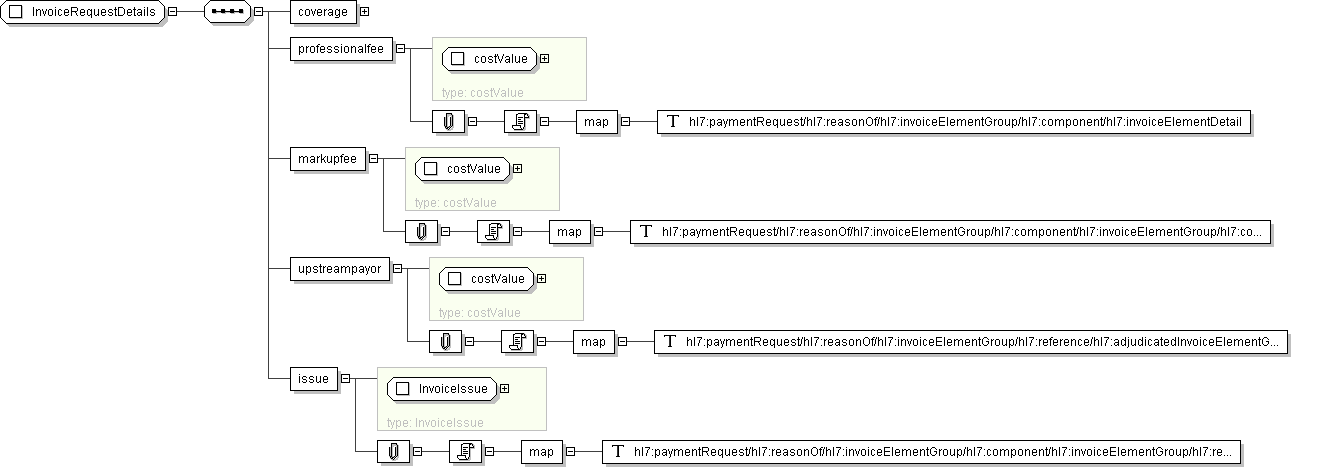 InvoiceRequestDetails
coverage
professionalfee
costValue
type: costValue
map
T hl7:paymentRequest/hl7:reasonOf/hl7:invoiceElementGroup/hl7:component/hl7:invoiceElementDetail
markupfee
costValue
type: costValue
map
T hl7:paymentRequest/hl7:reasonOf/hl7:invoiceElementGroup/hl7:component/hl7:invoiceElementGroup/hl7:co...
upstreampayor
costValue
type: costValue
map
T hl7:paymentRequest/hl7:reasonOf/hl7:invoiceElementGroup/hl7:reference/hl7:adjudicatedInvoiceElementG...
issue
InvoiceIssue
type: InvoiceIssue
map
T hl7:paymentRequest/hl7:reasonOf/hl7:invoiceElementGroup/hl7:component/hl7:invoiceElementGroup/hl7:re...